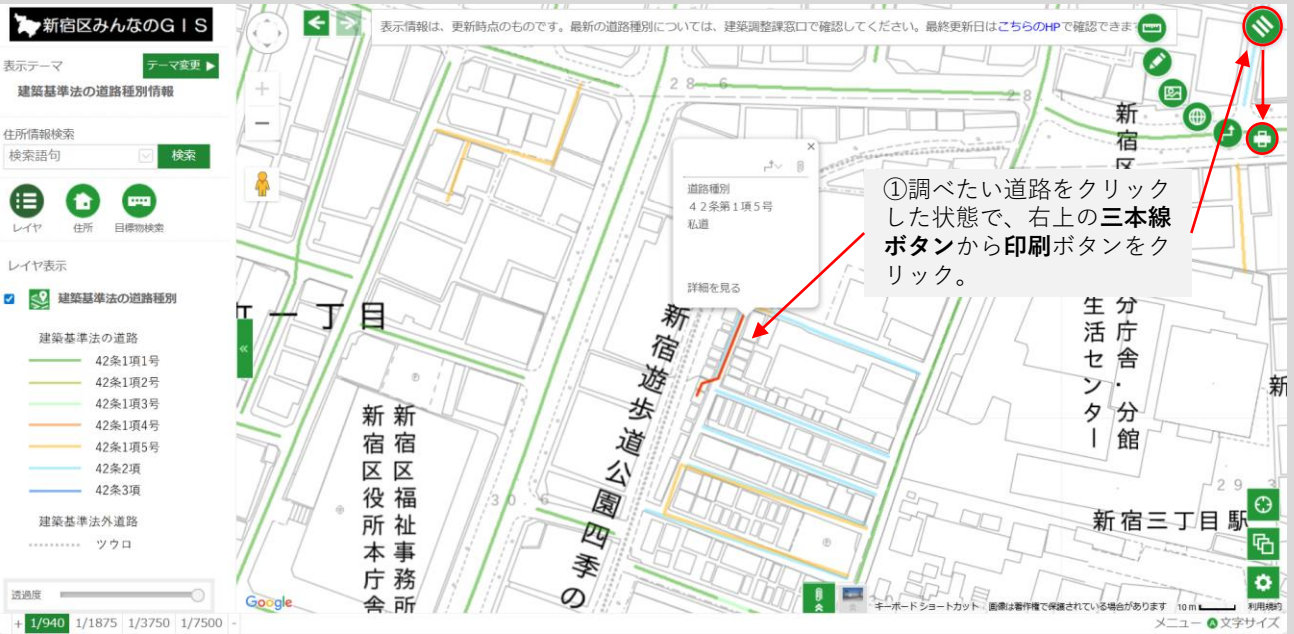 新宿区みんなのGIS
表示テーマ
テーマ変更 ▶
建築基準法の道路種別情報
住所情報検索
検索語句
検索
レイヤ
住所
目標物検索
レイヤ表示
建築基準法の道路種別
建築基準法の道路
42条1項1号
42条1項2号
42条1項3号
42条1項4号
42条1項5号
42条2項
42条3項
建築基準法外道路
ツウロ
透過度
+ 1/940 1/1875 1/3750 1/7500 -
表示情報は、更新時点のものです。最新の道路種別については、建築調整課窓口で確認してください。最終更新日はこちらのHPで確認できま
28-6
28
道路種別
42条第1項5号
私道
詳細を見る
①調べたい道路をクリック
した状態で、右上の三本線
ボタンから印刷ボタンをク
リック。
一丁目
新宿遊歩道公園四季の
新宿区福祉事務所
新宿区役所本庁舎
30 6
新宿区
分庁舎・分館
生活センター
新
29 3
新宿三丁目駅
Google
キーボード ショートカット
画像は著作権で保護されている場合があります
10 m
利用規約
メニュー
A 文字サイズ